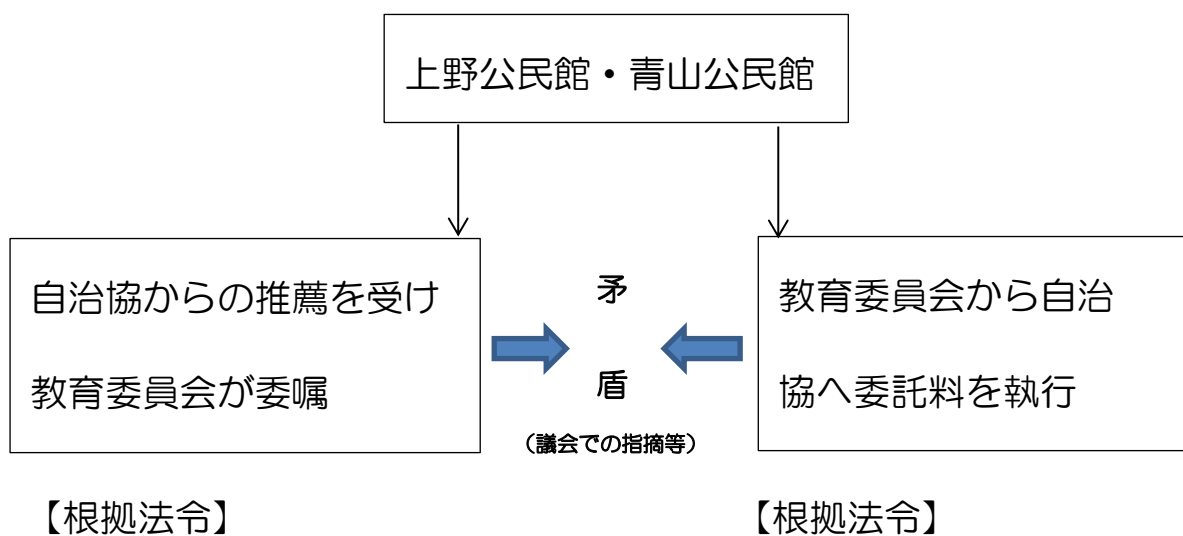 上野公民館・青山公民館
自治協からの推薦を受け
教育委員会が委嘱
矛
盾
（議会での指摘等）
教育委員会から自治
協へ委託料を執行
【根拠法令】
【根拠法令】